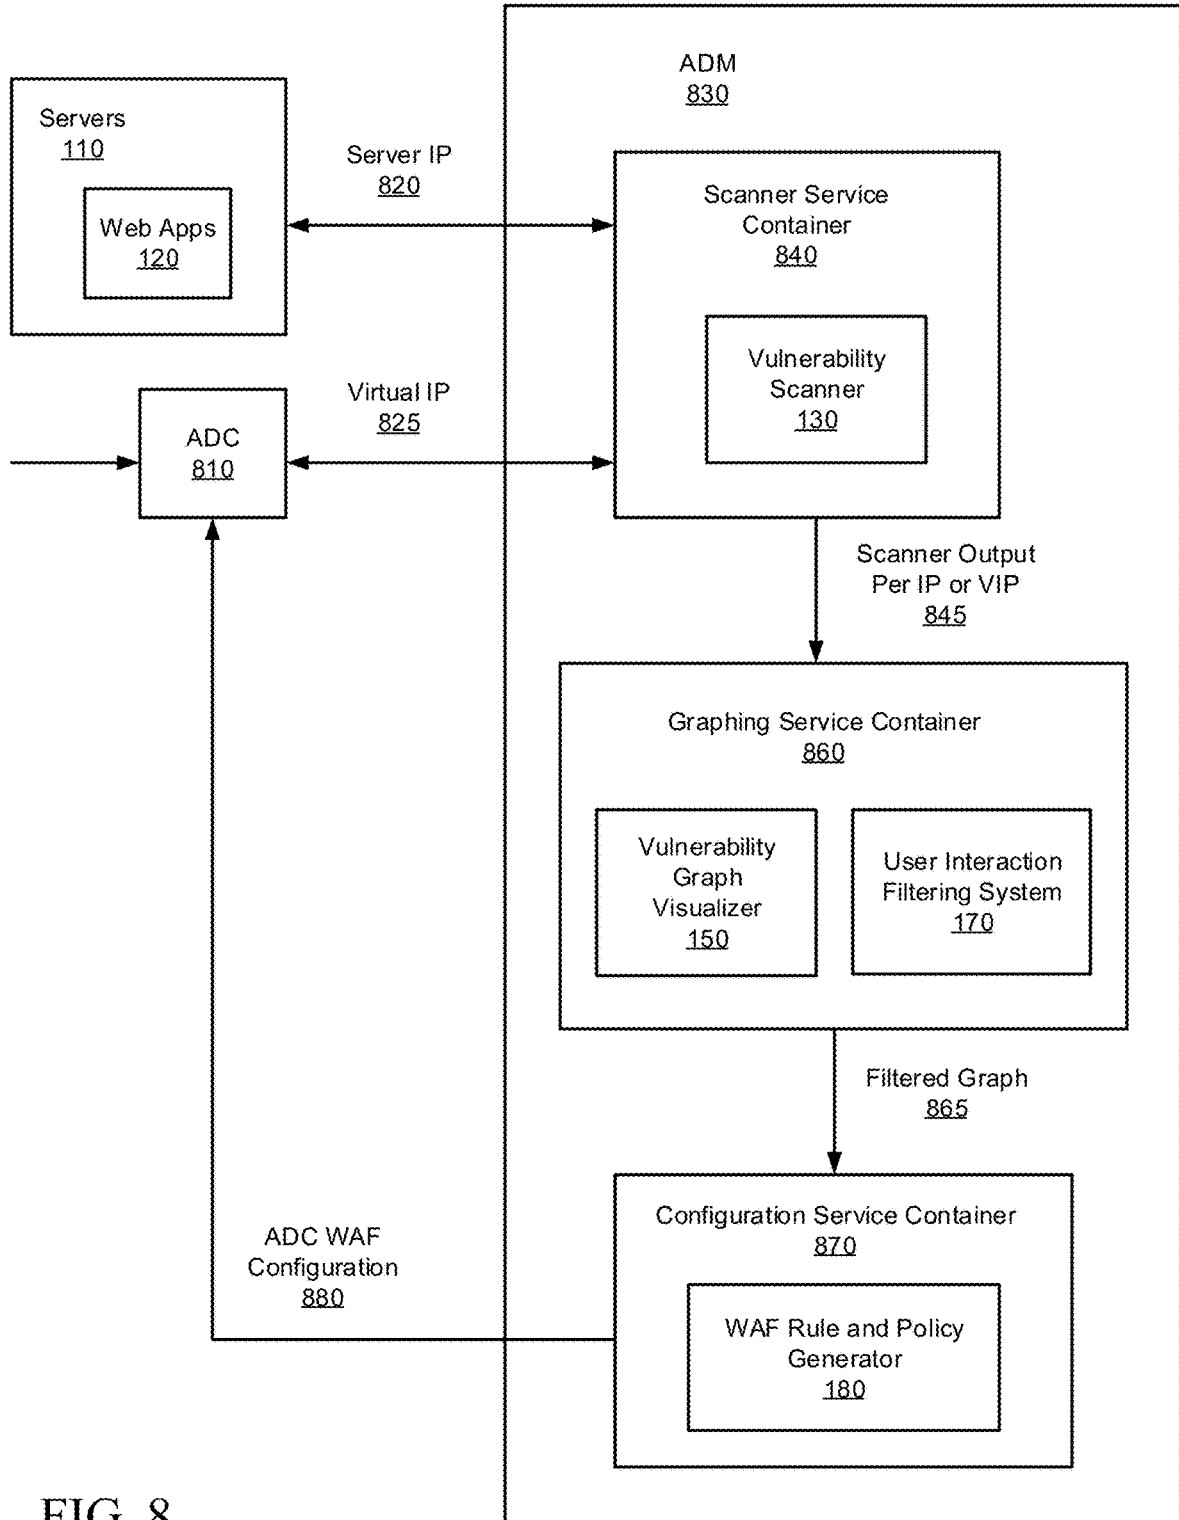 ADM
830
Servers
110
Web Apps
120
Server IP
820
Scanner Service
Container
840
Vulnerability
Scanner
130
Virtual IP
825
ADC
810
Scanner Output
Per IP or VIP
845
Graphing Service Container
860
Vulnerability
Graph
Visualizer
150
User Interaction
Filtering System
170
Filtered Graph
865
Configuration Service Container
870
WAF Rule and Policy
Generator
180
ADC WAF
Configuration
880
FIG. 8